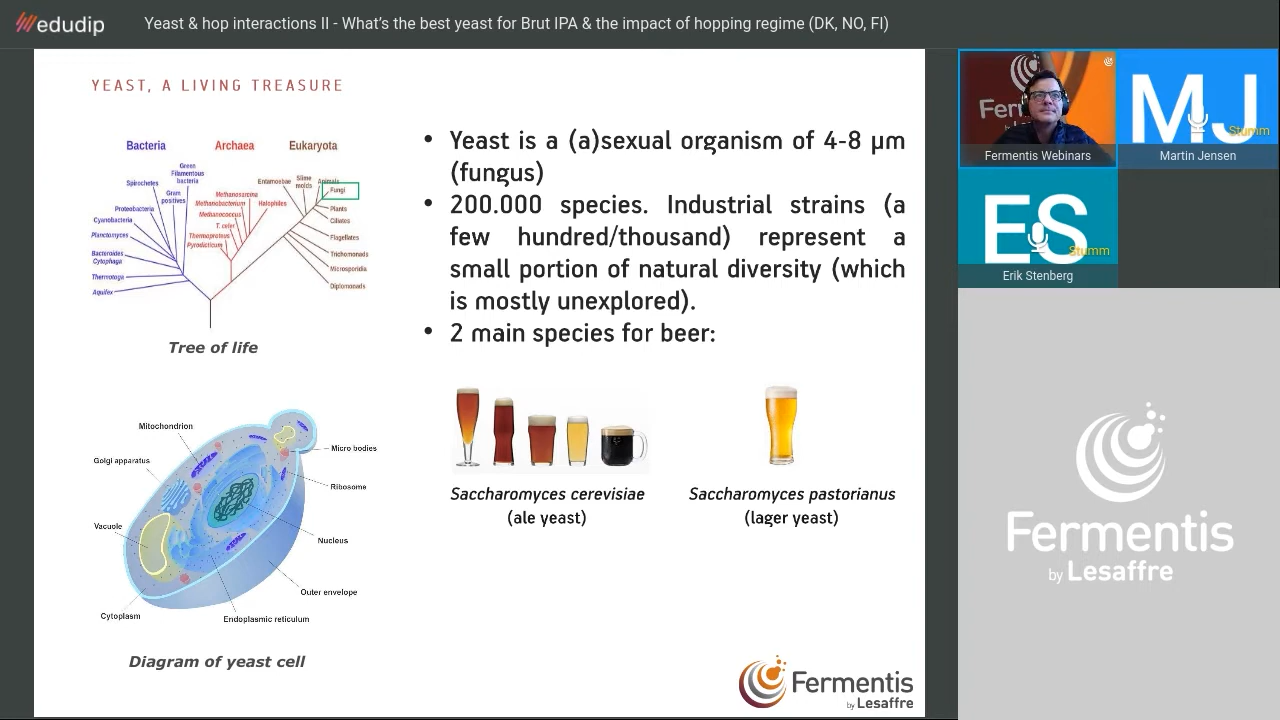 edudip
Yeast & hop interactions II - What's the best yeast for Brut IPA & the impact of hopping regime (DK, NO, FI)
YEAST, A LIVING TREASURE
Bacteria
Archaea
Eukaryota
Green
Filamentous
bacteria
Spirochetes
Gram
positives
Proteobacteria
Cyanobacteria
Planctomyces
Bacteroides
Cytophaga
Thermotoga
Aquifex
Methanosarcina
Methanobacterium
Halophiles
Methanococcus
T. celer
Thermoproteus
Pyrodicticum
Entamoebae
Slime
molds
Animals
Fungi
Plants
Ciliates
Flagellates
Trichomonads
Microsporidia
Diplomonads
Tree of life
Mitochondrion
Golgi apparatus
Vacuole
Cytoplasm
Micro bodies
Ribosome
Nucleus
Outer envelope
Endoplasmic reticulum
Diagram of yeast cell
• Yeast is a (a)sexual organism of 4-8 µm
(fungus)
• 200.000 species. Industrial strains (a
few hundred/thousand) represent a
small portion of natural diversity (which
is mostly unexplored).
• 2 main species for beer:
Saccharomyces cerevisiae
(ale yeast)
Saccharomyces pastorianus
(lager yeast)
Fermentis
by Lesaffre
Fermentis
by Lesaffre
Fermentis Webinars
MJ
Stumm
Martin Jensen
ES
Stumm
Erik Stenberg
Fermentis
by Lesaffre